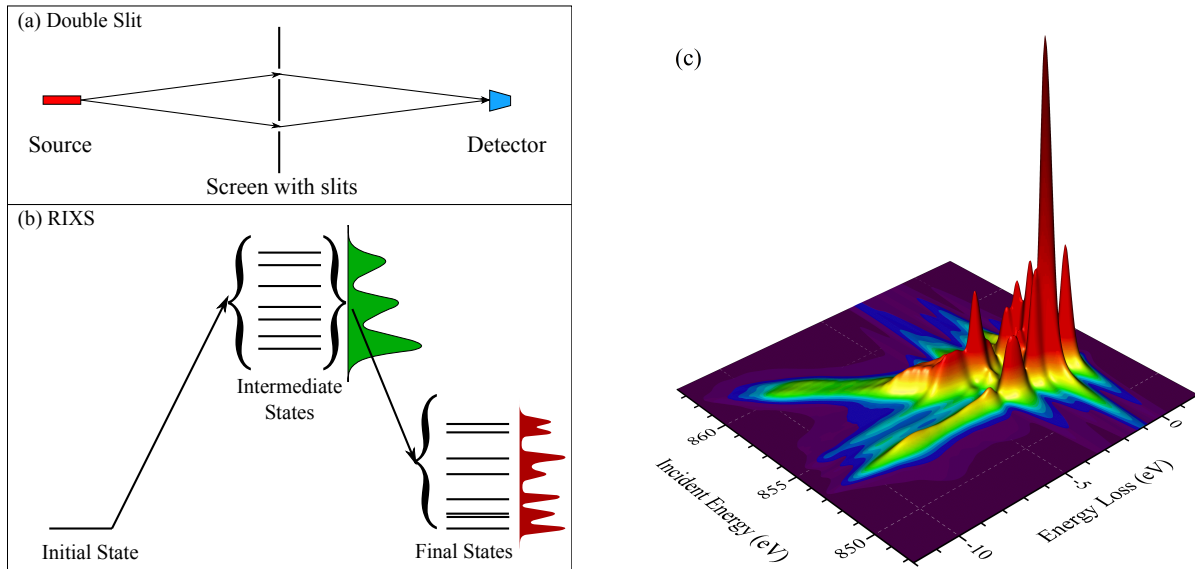 (a) Double Slit
Source
Detector
Screen with slits
(b) RIXS
Intermediate
States
Initial State
Final States
(c)
860
855
850
Incident Energy (eV)
-10
-5
0
Energy Loss (eV)